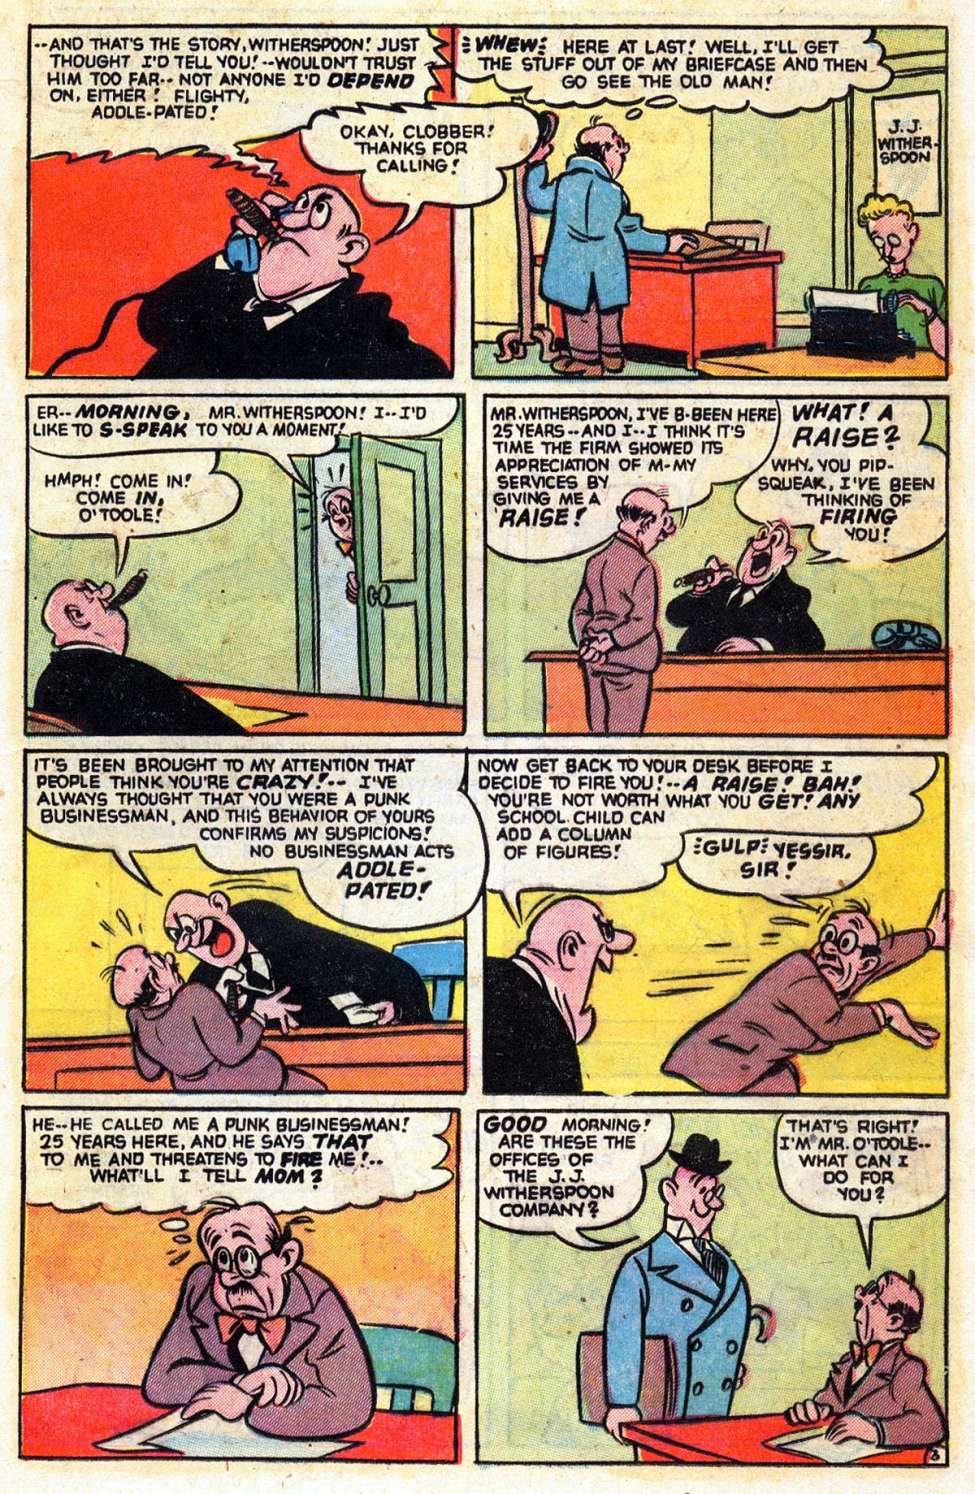 --AND THAT'S THE STORY, WITHERSPOON! JUST
THOUGHT I'D TELL YOU!--WOULDN'T TRUST
HIM TOO FAR--NOT ANYONE I'D DEPEND
ON, EITHER! FLIGHTY,
ADDLE-PATED!
OKAY, CLOBBER!
THANKS FOR
CALLING!
WHEW! HERE AT LAST! WELL, I'LL GET
THE STUFF OUT OF MY BRIEFCASE AND THEN
GO SEE THE OLD MAN!
J.J.
WITHER-
SPOON
ER--MORNING, MR. WITHERSPOON! I--I'D
LIKE TO S-SPEAK TO YOU A MOMENT!
HMPH! COME IN!
COME IN,
O'TOOLE!
MR. WITHERSPOON, I'VE B-BEEN HERE
25 YEARS--AND I--I THINK IT'S
TIME THE FIRM SHOWED ITS
APPRECIATION OF M-MY
SERVICES BY
GIVING ME A
RAISE!
WHAT! A
RAISE?
WHY, YOU PIP-
SQUEAK, I'VE BEEN
THINKING OF
FIRING
YOU!
IT'S BEEN BROUGHT TO MY ATTENTION THAT
PEOPLE THINK YOU'RE CRAZY!-- I'VE
ALWAYS THOUGHT THAT YOU WERE A PUNK
BUSINESSMAN, AND THIS BEHAVIOR OF YOURS
CONFIRMS MY SUSPICIONS!
NO BUSINESSMAN ACTS
ADDLE-
PATED!
NOW GET BACK TO YOUR DESK BEFORE I
DECIDE TO FIRE YOU!--A RAISE! BAH!
YOU'RE NOT WORTH WHAT YOU GET! ANY
SCHOOL CHILD CAN
ADD A COLUMN
OF FIGURES!
GULP! YESSIR,
SIR!
HE--HE CALLED ME A PUNK BUSINESSMAN!
25 YEARS HERE, AND HE SAYS THAT
TO ME AND THREATENS TO FIRE ME!--
WHAT'LL I TELL MOM?
GOOD MORNING!
ARE THESE THE
OFFICES OF
THE J.J.
WITHERSPOON
COMPANY?
THAT'S RIGHT!
I'M MR. O'TOOLE--
WHAT CAN I
DO FOR
YOU?
3